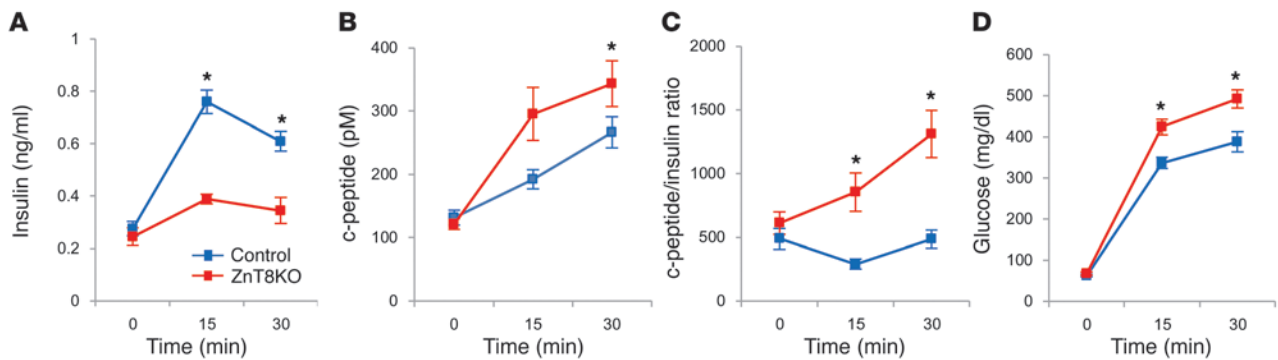 A
Insulin (ng/ml)
1
0.8
0.6
0.4
0.2
0
*
*
Control
ZnT8KO
0 15 30
Time (min)
B
c-peptide (pM)
400
300
200
100
0
*
0 15 30
Time (min)
C
c-peptide/insulin ratio
2000
1500
1000
500
0
*
*
0 15 30
Time (min)
D
Glucose (mg/dl)
600
500
400
300
200
100
0
*
*
0 15 30
Time (min)